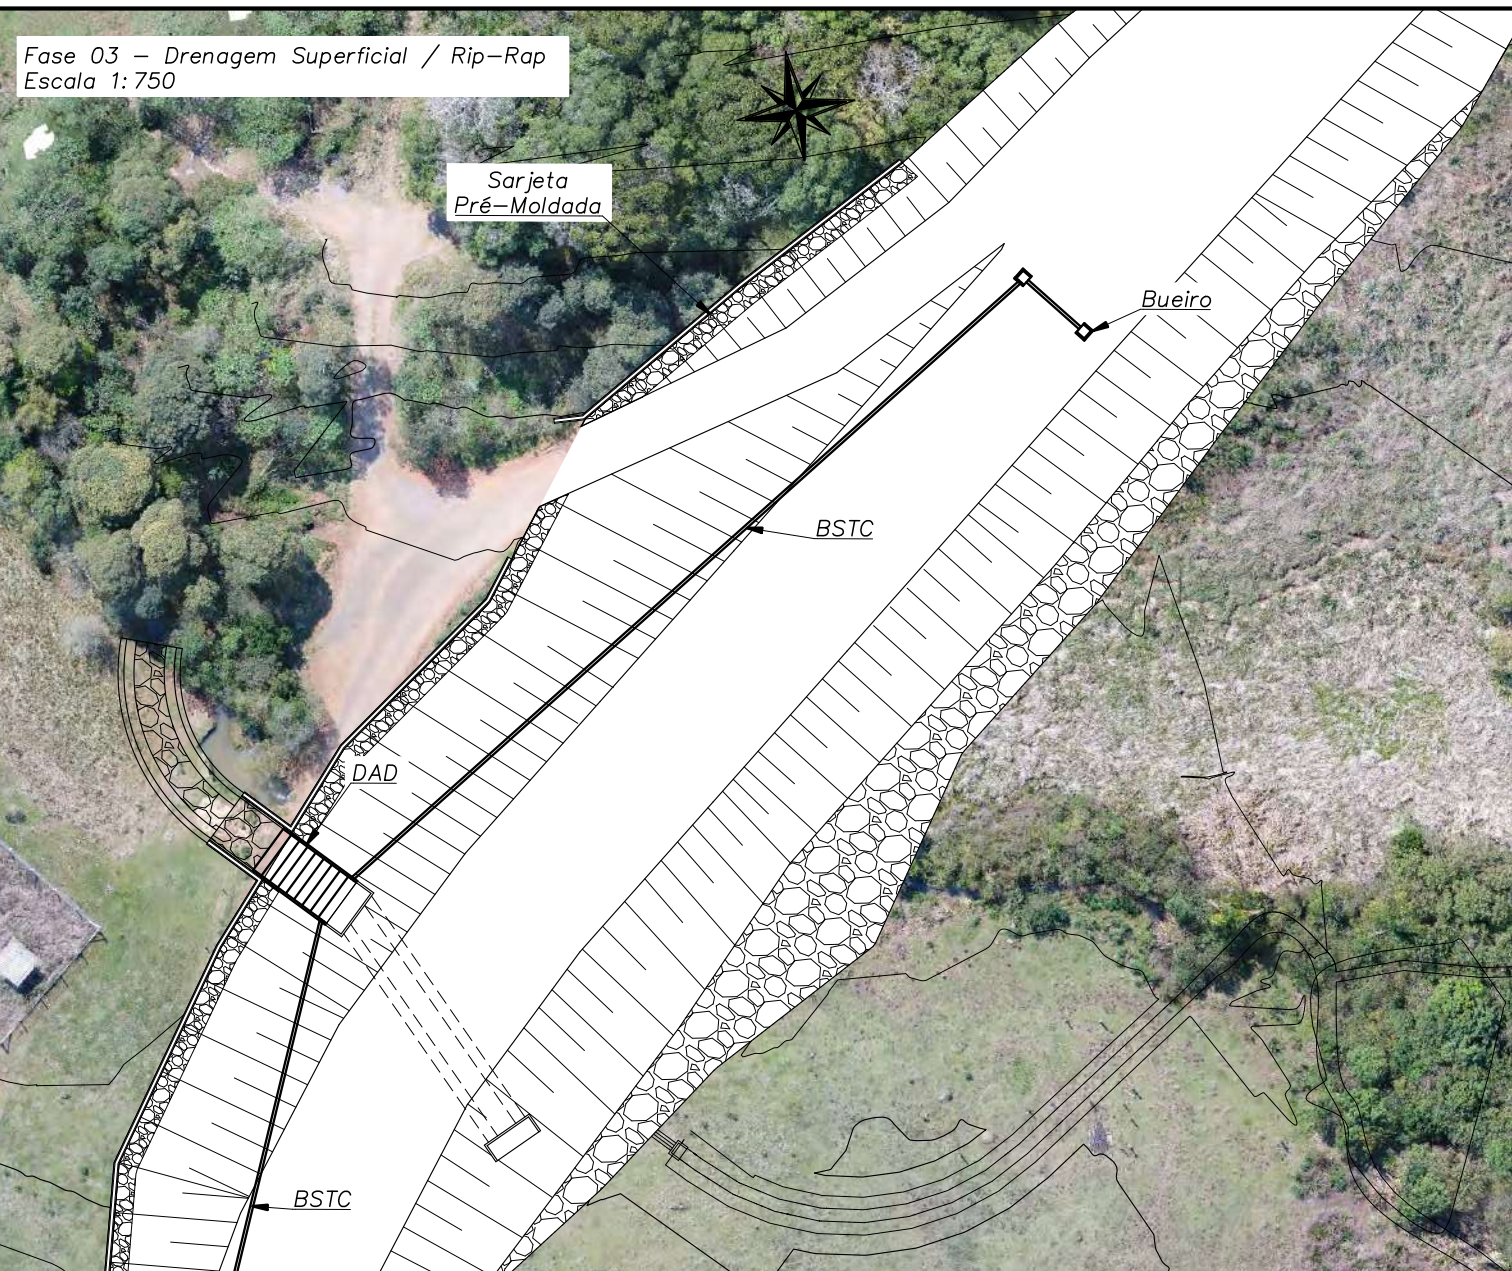 Fase 03 – Drenagem Superficial / Rip–Rap
Escala 1:750
Sarjeta
Pré–Moldada
Bueiro
BSTC
DAD
BSTC